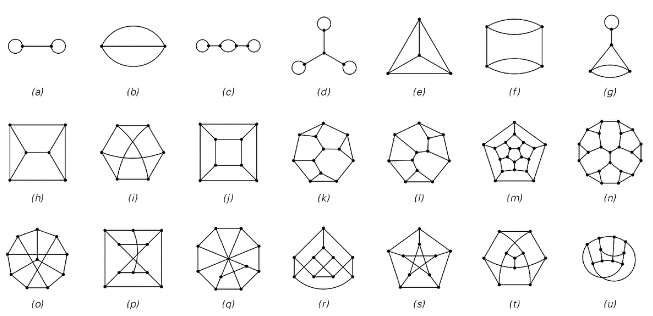 (a) (b) (c) (d) (e) (f) (g)
(h) (i) (j) (k) (l) (m) (n)
(o) (p) (q) (r) (s) (t) (u)